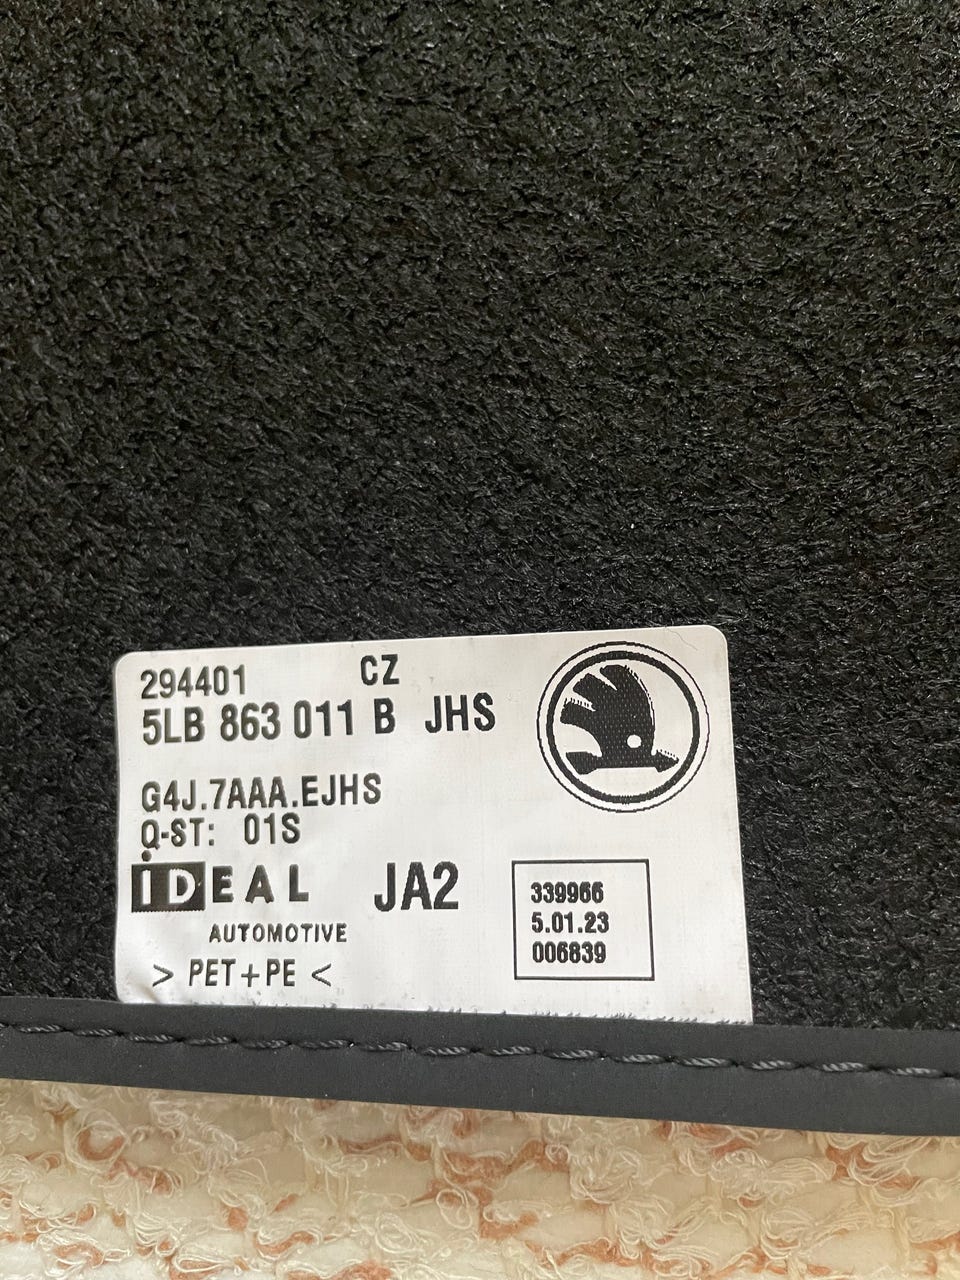 294401 CZ
5LB 863 011 B JHS
G4J.7AAA.EJHS
Q-ST: 01S
iDEAL JA2
AUTOMOTIVE
> PET+PE <
339966
5.01.23
006839